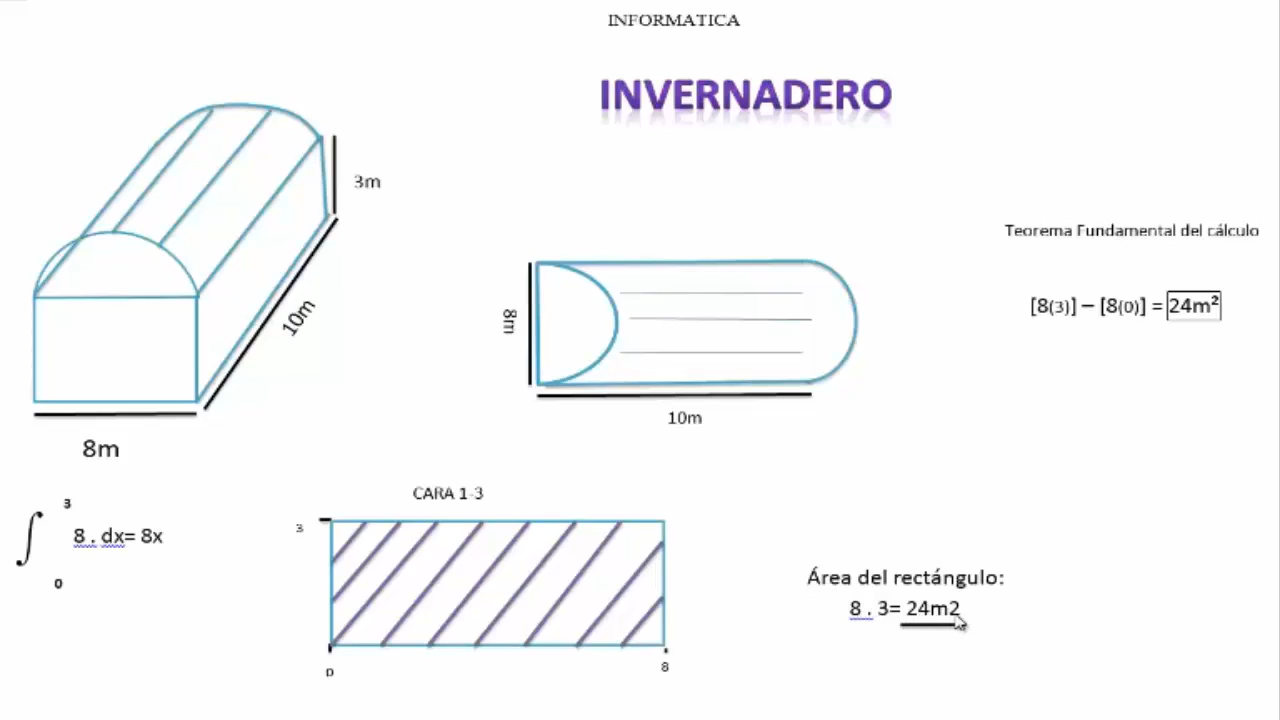 INFORMATICA
INVERNADERO
3m
10m
8m
8m
10m
Teorema Fundamental del cálculo
[8(3)] – [8(0)] = 24m²
CARA 1-3
3
0
8
∫
3
0
8 . dx= 8x
Área del rectángulo:
8 . 3= 24m2